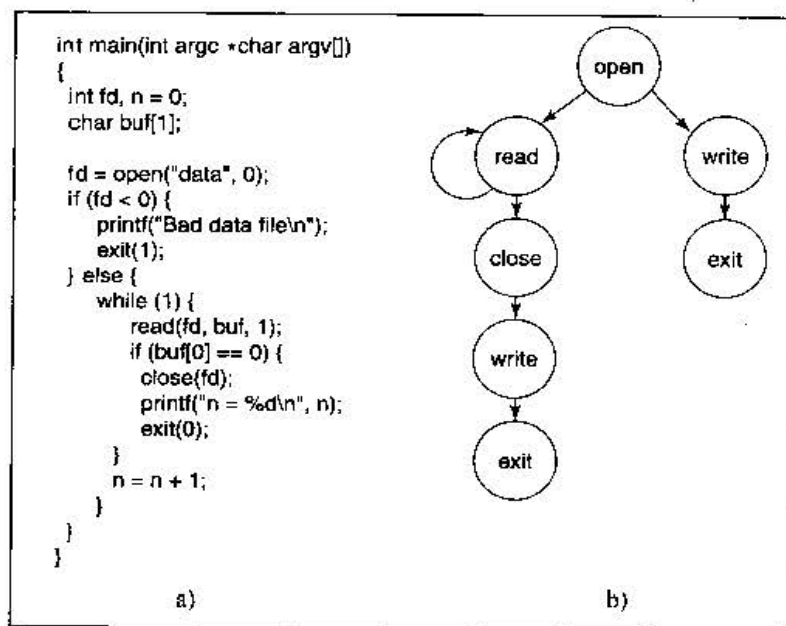 int main(int argc *char argv[])
{
int fd, n = 0;
char buf[1];
fd = open("data", 0);
if (fd < 0) {
printf("Bad data file\n");
exit(1);
} else {
while (1) {
read(fd, buf, 1);
if (buf[0] == 0) {
close(fd);
printf("n = %d\n", n);
exit(0);
}
n = n + 1;
}
}
}
a)
open
read
write
close
exit
write
exit
b)